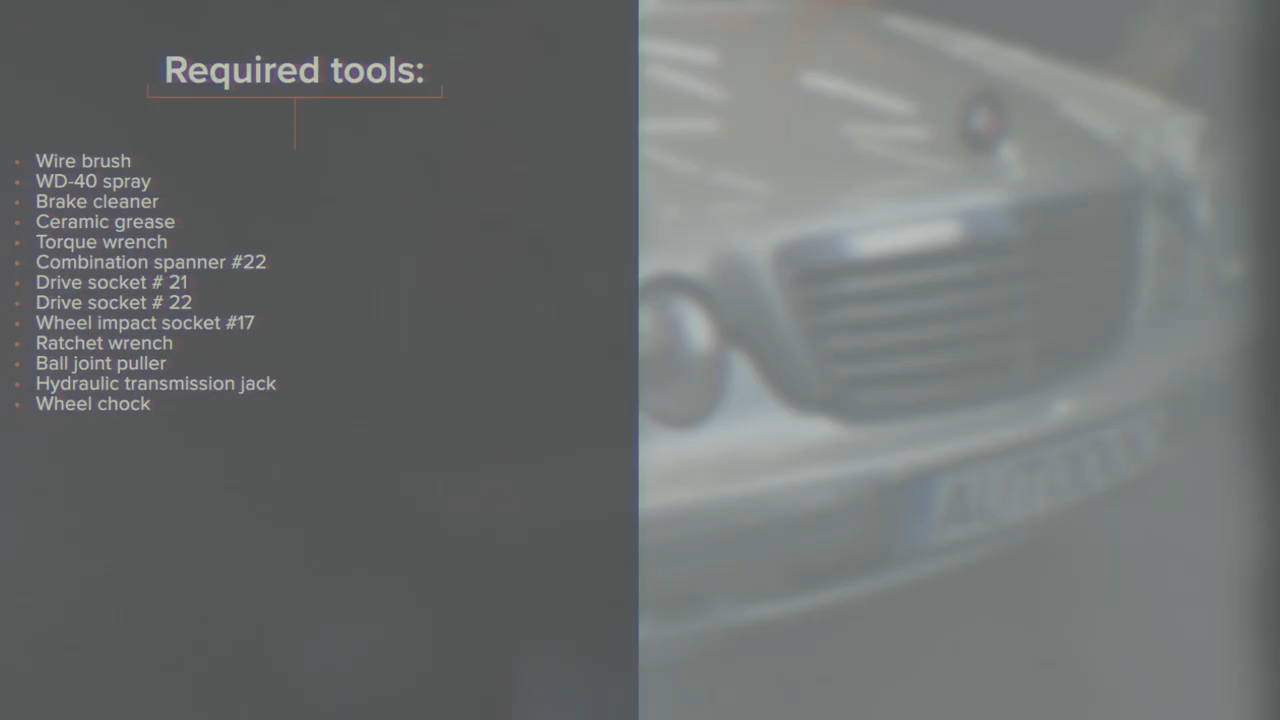 Required tools:
Wire brush
WD-40 spray
Brake cleaner
Ceramic grease
Torque wrench
Combination spanner #22
Drive socket # 21
Drive socket # 22
Wheel impact socket #17
Ratchet wrench
Ball joint puller
Hydraulic transmission jack
Wheel chock